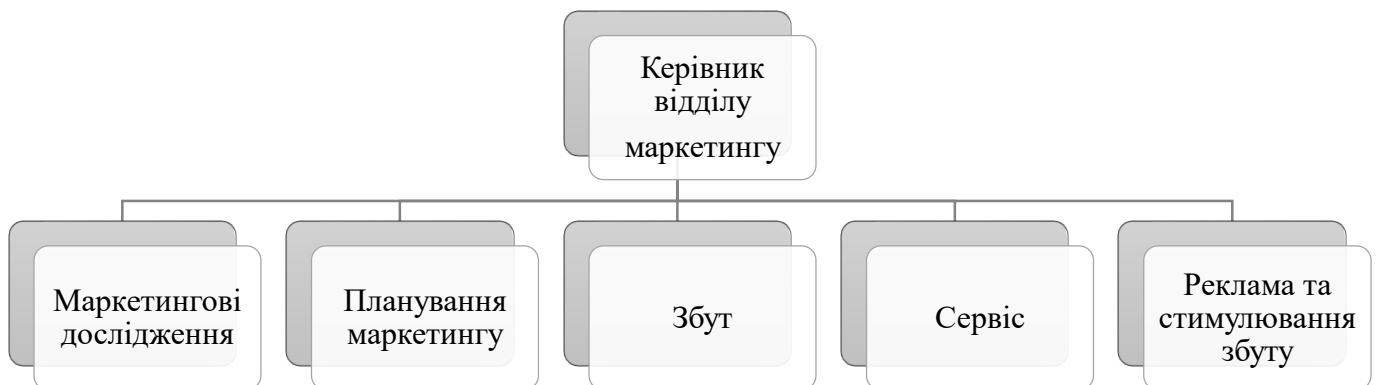 Керівник
відділу
маркетингу
Маркетингові
дослідження
Планування
маркетингу
Збут
Сервіс
Реклама та
стимулювання
збуту